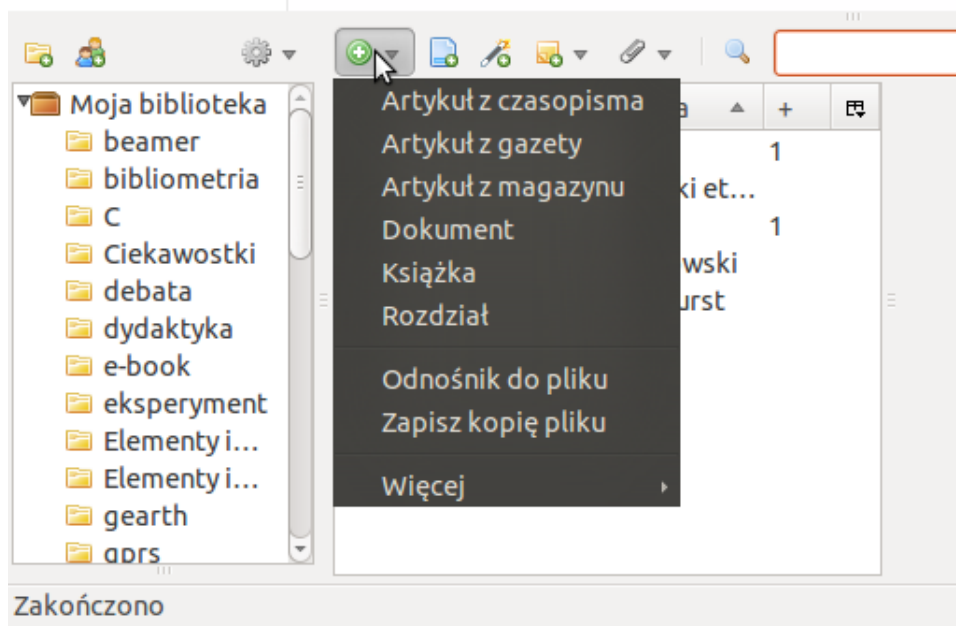 Moja biblioteka
beamer
bibliometria
C
Ciekawostki
debata
dydaktyka
e-book
eksperyment
Elementy i...
Elementy i...
gearth
gprs
Artykuł z czasopisma
Artykuł z gazety
Artykuł z magazynu
Dokument
Książka
Rozdział
Odnośnik do pliku
Zapisz kopię pliku
Więcej
a +
1
ki et...
1
wski
urst
Zakończono